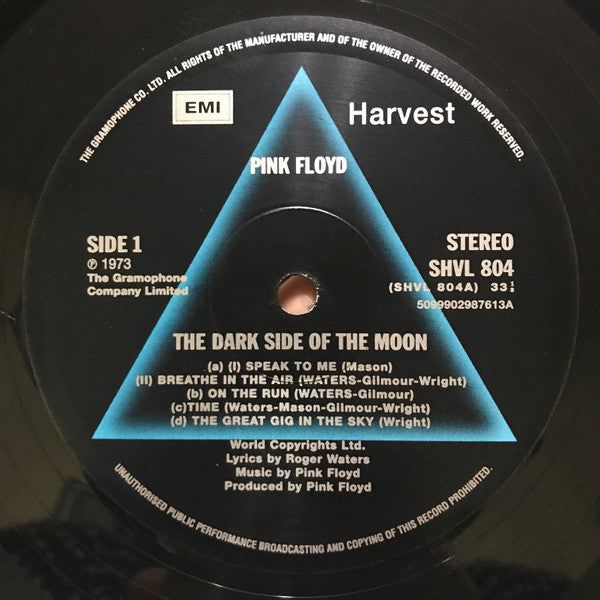 THE GRAMOPHONE CO. LTD. ALL RIGHTS OF THE MANUFACTURER AND OF THE OWNER OF THE RECORDED WORK RESERVED.
EMI
Harvest
PINK FLOYD
SIDE 1
℗ 1973
The Gramophone
Company Limited
STEREO
SHVL 804
(SHVL 804A) 33⅓
5099902987613A
THE DARK SIDE OF THE MOON
(a) (I) SPEAK TO ME (Mason)
(II) BREATHE IN THE AIR (WATERS-Gilmour-Wright)
(b) ON THE RUN (WATERS-Gilmour)
(c)TIME (Waters-Mason-Gilmour-Wright)
(d) THE GREAT GIG IN THE SKY (Wright)
World Copyrights Ltd.
Lyrics by Roger Waters
Music by Pink Floyd
Produced by Pink Floyd
UNAUTHORISED PUBLIC PERFORMANCE BROADCASTING AND COPYING OF THIS RECORD PROHIBITED.